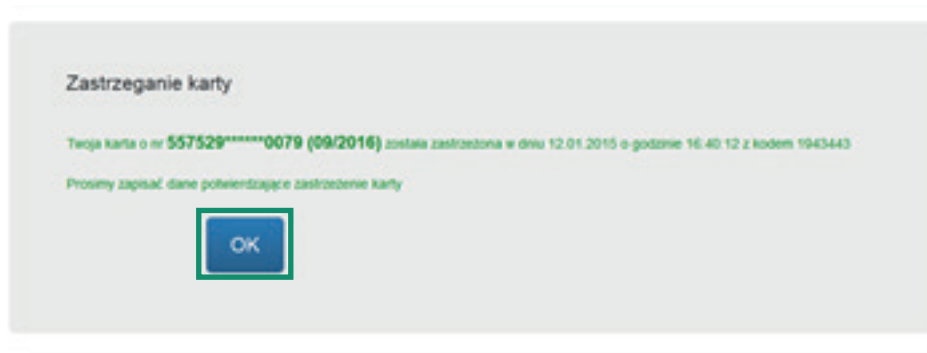 Zastrzeganie karty
Twoja karta o nr 557529******0079 (09/2016) została zastrzeżona w dniu 12.01.2015 o godzinie 16:40:12 z kodem 1943443
Prosimy zapisać dane potwierdzające zastrzeżenie karty
OK